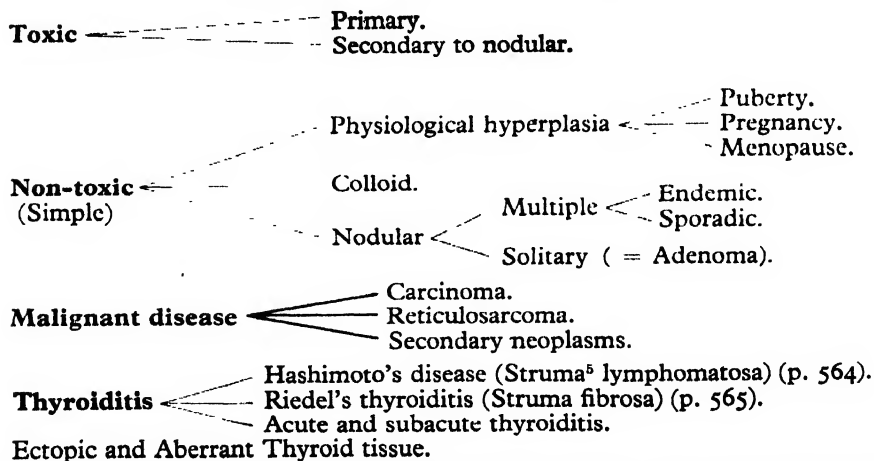 Primary.
Toxic
Secondary to nodular.
Puberty.
Physiological hyperplasia
Pregnancy.
Menopause.
Non-toxic
(Simple)
Colloid.
Endemic.
Multiple
Sporadic.
Nodular
Solitary ( = Adenoma).
Carcinoma.
Malignant disease
Reticulosarcoma.
Secondary neoplasms.
Hashimoto's disease (Struma⁵ lymphomatosa) (p. 564).
Thyroiditis
Riedel's thyroiditis (Struma fibrosa) (p. 565).
Acute and subacute thyroiditis.
Ectopic and Aberrant Thyroid tissue.